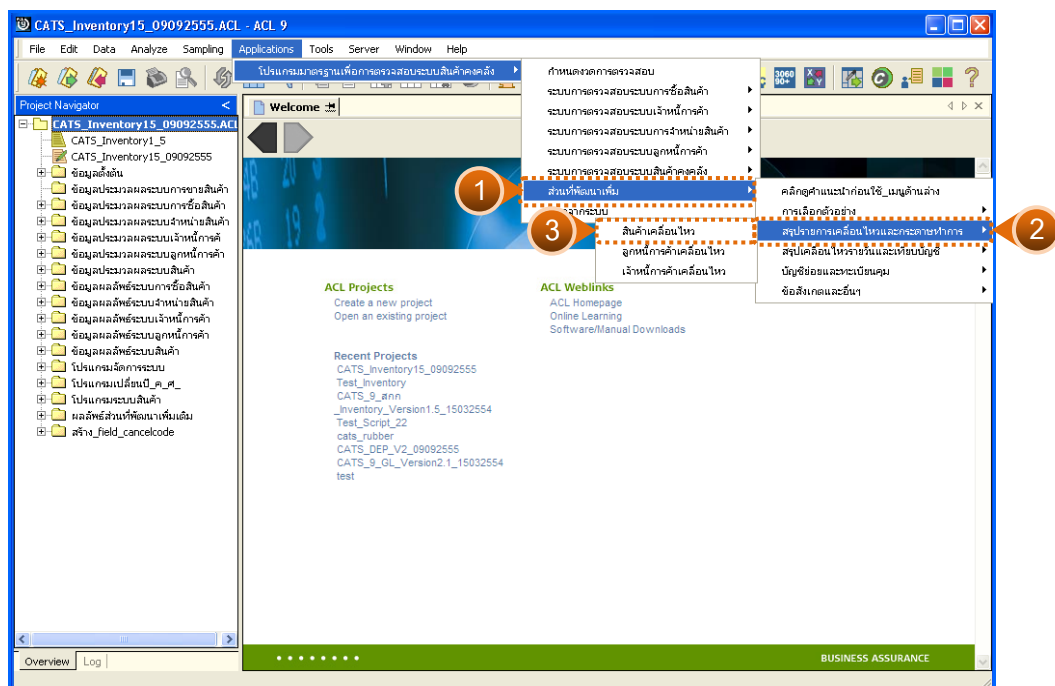 CATS_Inventory15_09092555.ACL - ACL 9
File Edit Data Analyze Sampling Applications Tools Server Window Help
โปรแกรมมาตรฐานเพื่อการตรวจสอบระบบสินค้าคงคลัง
กำหนดงวดการตรวจสอบ
ระบบการตรวจสอบระบบการซื้อสินค้า
ระบบการตรวจสอบระบบเจ้าหนี้การค้า
ระบบการตรวจสอบระบบการจำหน่ายสินค้า
ระบบการตรวจสอบระบบลูกหนี้การค้า
ระบบการตรวจสอบระบบสินค้าคงคลัง
1
ส่วนที่พัฒนาเพิ่ม
คลิกดูคำแนะนำก่อนใช้_เมนูด้านล่าง
การเลือกตัวอย่าง
2
สรุปรายการเคลื่อนไหวและกระดาษทำการ
สรุปเคลื่อนไหวรายวันและเทียบบัญชี
บัญชีย่อยและทะเบียนคุม
ข้อสังเกตและอื่นๆ
3
สินค้าเคลื่อนไหว
ลูกหนี้การค้าเคลื่อนไหว
เจ้าหนี้การค้าเคลื่อนไหว
Project Navigator <
CATS_Inventory15_09092555.ACL
CATS_Inventory1_5
CATS_Inventory15_09092555
ข้อมูลตั้งต้น
ข้อมูลประมวลผลระบบการขายสินค้า
ข้อมูลประมวลผลระบบการซื้อสินค้า
ข้อมูลประมวลผลระบบจำหน่ายสินค้า
ข้อมูลประมวลผลระบบเจ้าหนี้การค้
ข้อมูลประมวลผลระบบลูกหนี้การค้า
ข้อมูลประมวลผลระบบสินค้า
ข้อมูลผลลัพธ์ระบบการซื้อสินค้า
ข้อมูลผลลัพธ์ระบบจำหน่ายสินค้า
ข้อมูลผลลัพธ์ระบบเจ้าหนี้การค้า
ข้อมูลผลลัพธ์ระบบลูกหนี้การค้า
ข้อมูลผลลัพธ์ระบบสินค้า
โปรแกรมจัดการระบบ
โปรแกรมเปลี่ยนปี_ค_ศ_
โปรแกรมระบบสินค้า
ผลลัพธ์ส่วนที่พัฒนาเพิ่มเติม
สร้าง_field_cancelcode
Overview Log
Welcome
ACL Projects
Create a new project
Open an existing project
Recent Projects
CATS_Inventory15_09092555
Test_Inventory
CATS_9_สตก
_Inventory_Version1.5_15032554
Test_Script_22
cats_rubber
CATS_DEP_V2_09092555
CATS_9_GL_Version2.1_15032554
test
ACL Weblinks
ACL Homepage
Online Learning
Software/Manual Downloads
BUSINESS ASSURANCE